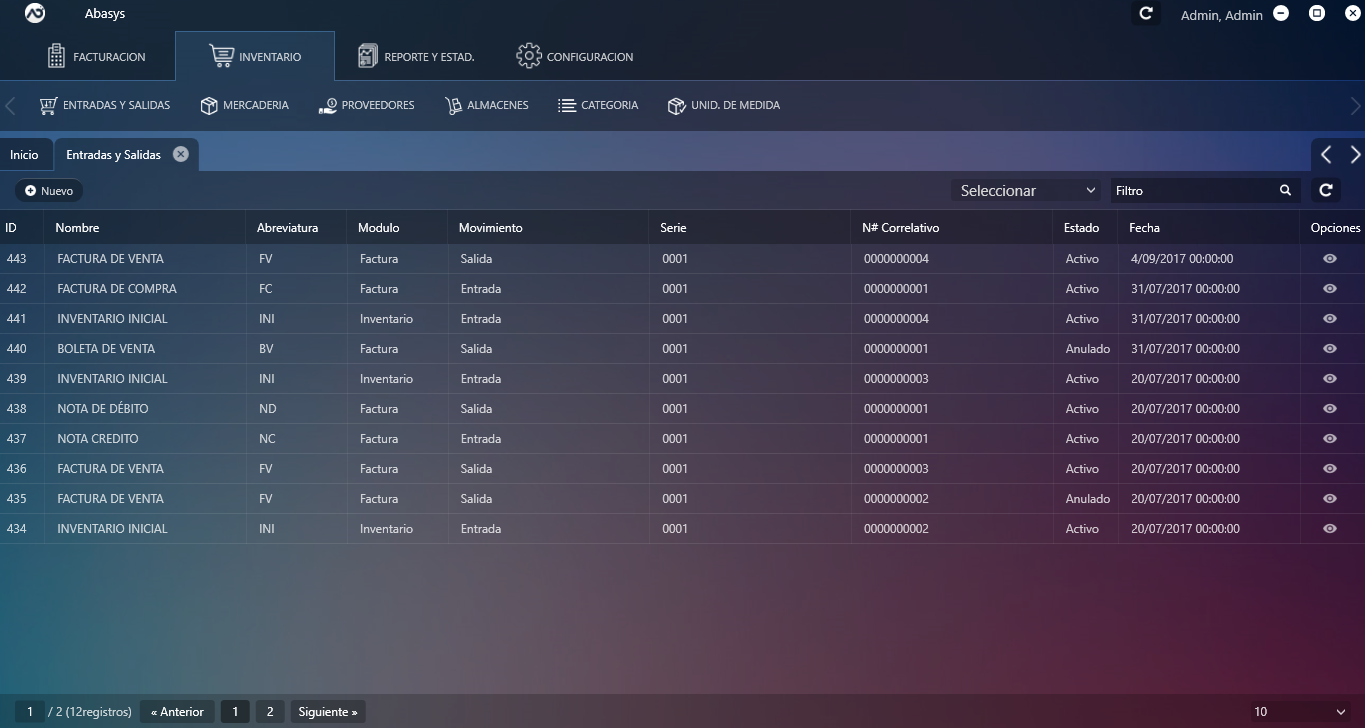 Abasys Admin, Admin
FACTURACION INVENTARIO REPORTE Y ESTAD. CONFIGURACION
ENTRADAS Y SALIDAS MERCADERIA PROVEEDORES ALMACENES CATEGORIA UNID. DE MEDIDA
Inicio Entradas y Salidas
Nuevo Seleccionar Filtro
ID Nombre Abreviatura Modulo Movimiento Serie N# Correlativo Estado Fecha Opciones
443 FACTURA DE VENTA FV Factura Salida 0001 0000000004 Activo 4/09/2017 00:00:00
442 FACTURA DE COMPRA FC Factura Entrada 0001 0000000001 Activo 31/07/2017 00:00:00
441 INVENTARIO INICIAL INI Inventario Entrada 0001 0000000004 Activo 31/07/2017 00:00:00
440 BOLETA DE VENTA BV Factura Salida 0001 0000000001 Anulado 31/07/2017 00:00:00
439 INVENTARIO INICIAL INI Inventario Entrada 0001 0000000003 Activo 20/07/2017 00:00:00
438 NOTA DE DÉBITO ND Factura Salida 0001 0000000001 Activo 20/07/2017 00:00:00
437 NOTA CREDITO NC Factura Entrada 0001 0000000001 Activo 20/07/2017 00:00:00
436 FACTURA DE VENTA FV Factura Salida 0001 0000000003 Activo 20/07/2017 00:00:00
435 FACTURA DE VENTA FV Factura Salida 0001 0000000002 Anulado 20/07/2017 00:00:00
434 INVENTARIO INICIAL INI Inventario Entrada 0001 0000000002 Activo 20/07/2017 00:00:00
1 / 2 (12registros) « Anterior 1 2 Siguiente » 10